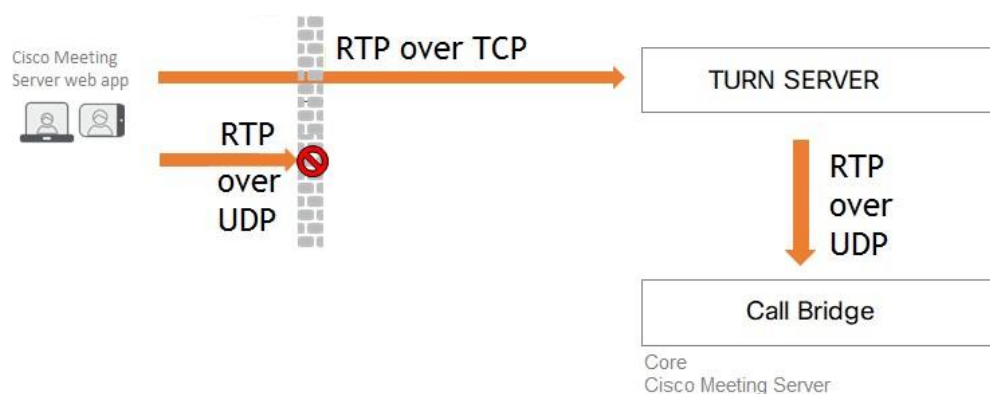 Cisco Meeting
Server web app
RTP over TCP
RTP
over
UDP
TURN SERVER
RTP
over
UDP
Call Bridge
Core
Cisco Meeting Server